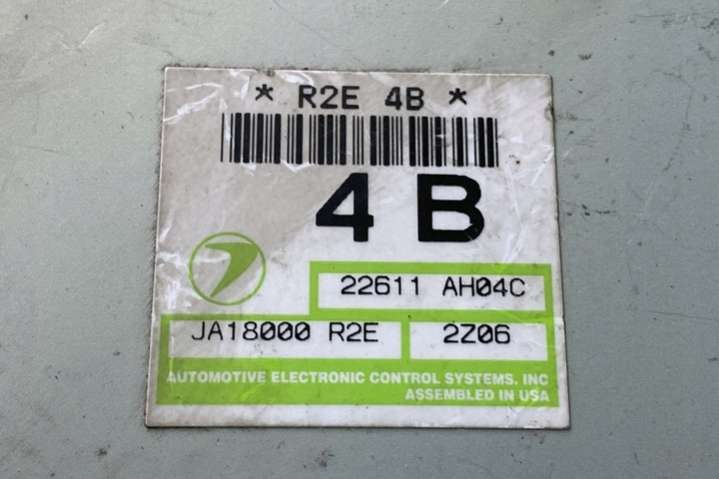 * R2E 4B *
4 B
22611 AH04C
JA18000 R2E 2Z06
AUTOMOTIVE ELECTRONIC CONTROL SYSTEMS, INC
ASSEMBLED IN USA